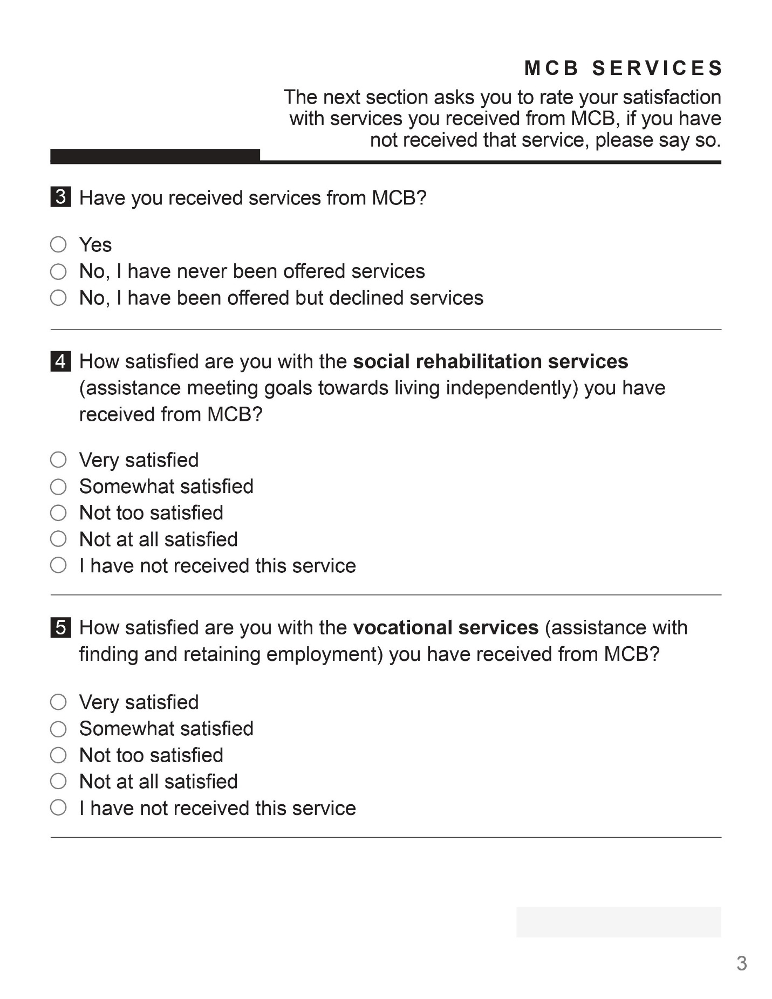 MCB SERVICES
The next section asks you to rate your satisfaction
with services you received from MCB, if you have
not received that service, please say so.
3 Have you received services from MCB?
Yes
No, I have never been offered services
No, I have been offered but declined services
4 How satisfied are you with the social rehabilitation services
(assistance meeting goals towards living independently) you have
received from MCB?
Very satisfied
Somewhat satisfied
Not too satisfied
Not at all satisfied
I have not received this service
5 How satisfied are you with the vocational services (assistance with
finding and retaining employment) you have received from MCB?
Very satisfied
Somewhat satisfied
Not too satisfied
Not at all satisfied
I have not received this service
3